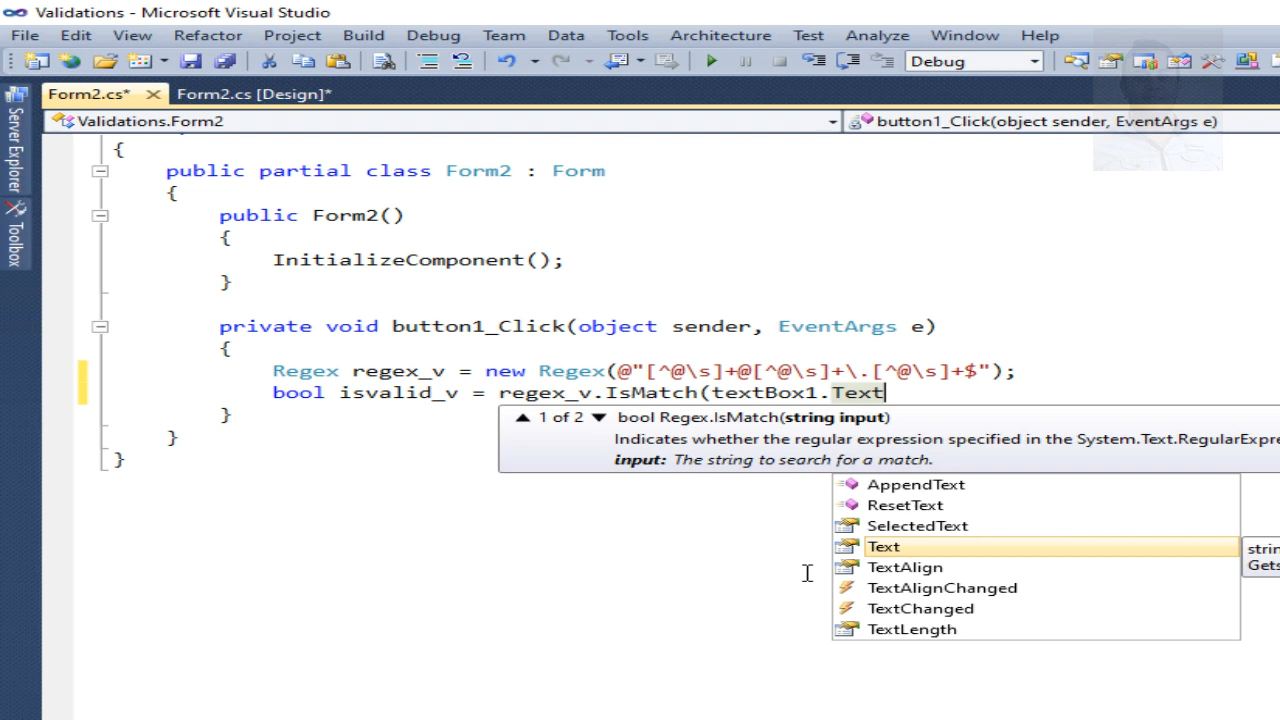 Validations - Microsoft Visual Studio
File Edit View Refactor Project Build Debug Team Data Tools Architecture Test Analyze Window Help
Debug
Form2.cs* Form2.cs [Design]*
Validations.Form2 button1_Click(object sender, EventArgs e)
Server Explorer
Toolbox
{
public partial class Form2 : Form
{
public Form2()
{
InitializeComponent();
}
private void button1_Click(object sender, EventArgs e)
{
Regex regex_v = new Regex(@"[^@\s]+@[^@\s]+\.[^@\s]+$");
bool isvalid_v = regex_v.IsMatch(textBox1.Text
}
}
}
1 of 2 bool Regex.IsMatch(string input)
Indicates whether the regular expression specified in the System.Text.RegularExpre
input: The string to search for a match.
AppendText
ResetText
SelectedText
Text
TextAlign
TextAlignChanged
TextChanged
TextLength
strin
Gets